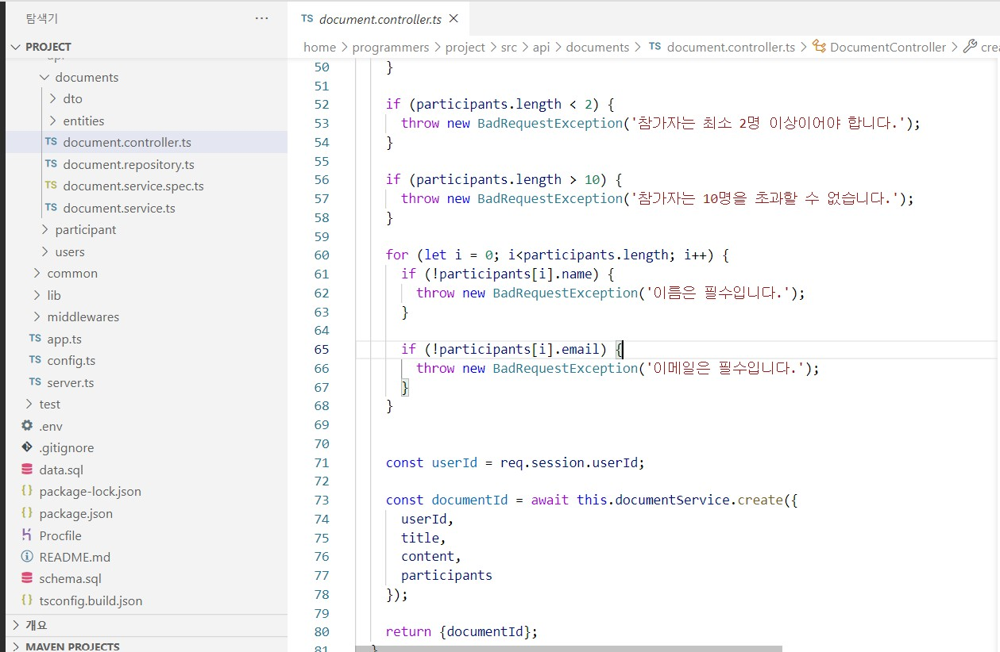 탐색기 ···
PROJECT
documents
dto
entities
TS document.controller.ts
TS document.repository.ts
TS document.service.spec.ts
TS document.service.ts
participant
users
common
lib
middlewares
TS app.ts
TS config.ts
TS server.ts
test
.env
.gitignore
data.sql
{} package-lock.json
{} package.json
Procfile
README.md
schema.sql
{} tsconfig.build.json
개요
MAVEN PROJECTS
TS document.controller.ts ×
home > programmers > project > src > api > documents > TS document.controller.ts > DocumentController > crea
50 }
51
52 if (participants.length < 2) {
53 throw new BadRequestException('참가자는 최소 2명 이상이어야 합니다.');
54 }
55
56 if (participants.length > 10) {
57 throw new BadRequestException('참가자는 10명을 초과할 수 없습니다.');
58 }
59
60 for (let i = 0; i<participants.length; i++) {
61 if (!participants[i].name) {
62 throw new BadRequestException('이름은 필수입니다.');
63 }
64
65 if (!participants[i].email) {
66 throw new BadRequestException('이메일은 필수입니다.');
67 }
68 }
69
70
71 const userId = req.session.userId;
72
73 const documentId = await this.documentService.create({
74 userId,
75 title,
76 content,
77 participants
78 });
79
80 return {documentId};
81 }